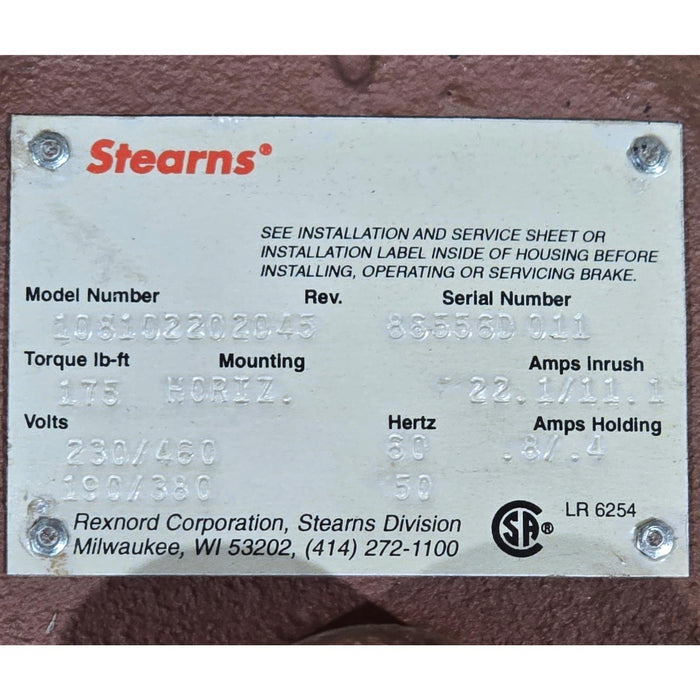 Stearns®
SEE INSTALLATION AND SERVICE SHEET OR
INSTALLATION LABEL INSIDE OF HOUSING BEFORE
INSTALLING, OPERATING OR SERVICING BRAKE.
Model Number Rev. Serial Number
108102202045 86556D 011
Torque lb-ft Mounting Amps Inrush
175 HORIZ. 22.1/11.1
Volts Hertz Amps Holding
230/460 60 .8/.4
190/380 50
Rexnord Corporation, Stearns Division
Milwaukee, WI 53202, (414) 272-1100
SA® LR 6254